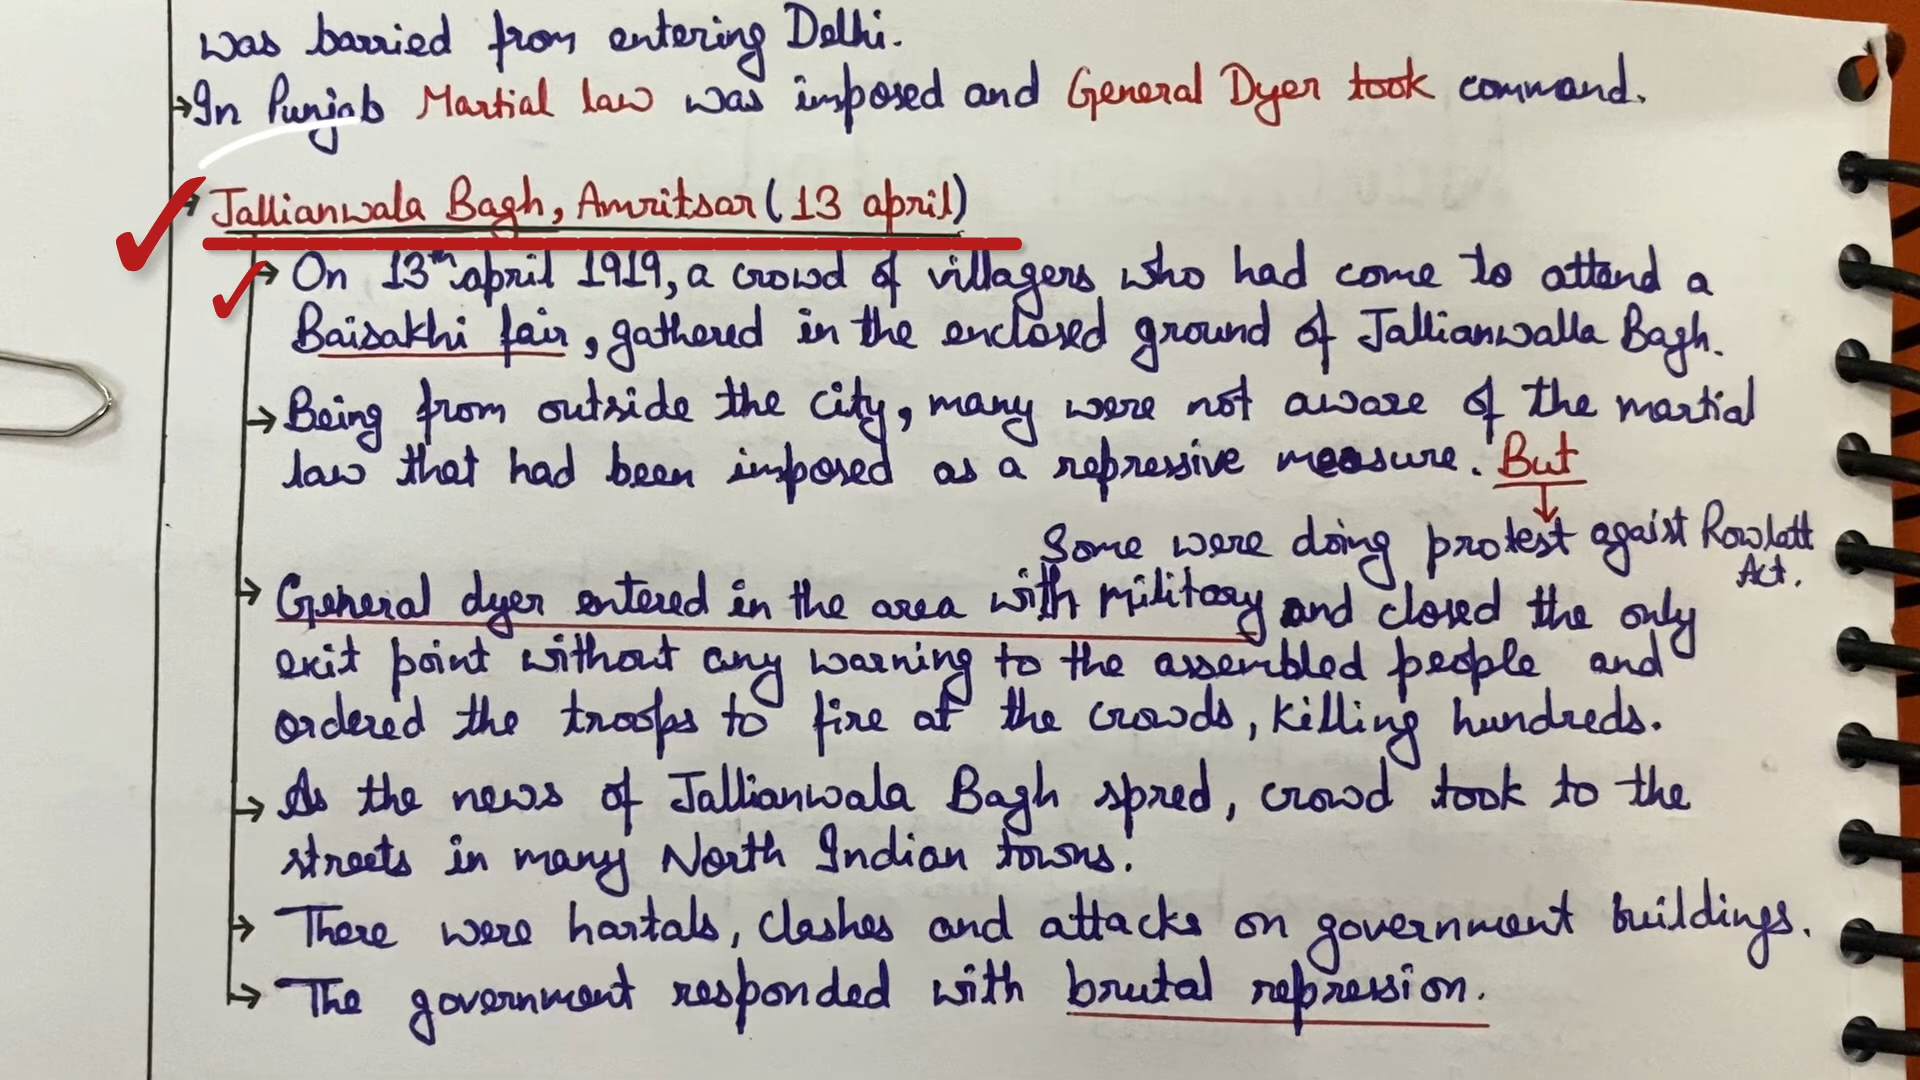 was barried from entering Delhi.
→In Punjab Martial law was imposed and General Dyer took command.
Jallianwala Bagh, Amritsar (13 april)
→ On 13th april 1919, a crowd of villagers who had come to attend a
Baisakhi fair, gathered in the enclosed ground of Jallianwalla Bagh.
→ Being from outside the city, many were not aware of the martial
law that had been imposed as a repressive measure. But
Some were doing protest agaist Rowlatt
Act.
→ General dyer entered in the area with military and closed the only
exit point without any warning to the assembled people and
ordered the troops to fire at the crowds, killing hundreds.
→ As the news of Jallianwala Bagh spred, crowd took to the
streets in many North Indian towns.
→ There were hartals, clashes and attacks on government buildings.
→ The government responded with brutal repression.